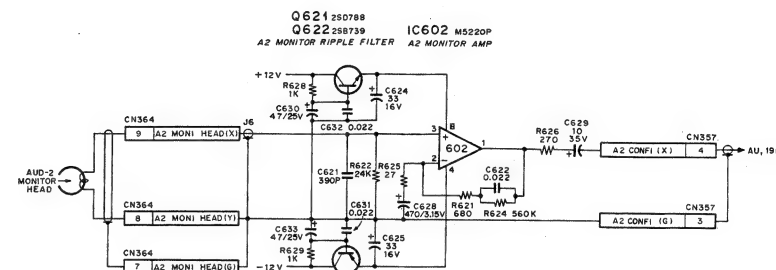 Q621 2SD788
Q622 2SB739
A2 MONITOR RIPPLE FILTER
IC602 M5220P
A2 MONITOR AMP
+12V
R628
1K
C630
47/25V
C632 0.022
C624
33
16V
CN364
9 A2 MONI HEAD(X)
J6
AUD-2
MONITOR
HEAD
C621
390P
R622
24K
R625
27
3
+
8
602
1
2
-
4
C622
0.022
R621
680
R624 560K
C628
470/3.15V
R626
270
C629
10
35V
A2 CONFI (X) 4
CN357
AU, 19
CN364
8 A2 MONI HEAD(Y)
C633
47/25V
C631
0.022
R629
1K
C625
33
16V
-12V
CN357
A2 CONFI (G) 3
CN364
7 A2 MONI HEAD(G)